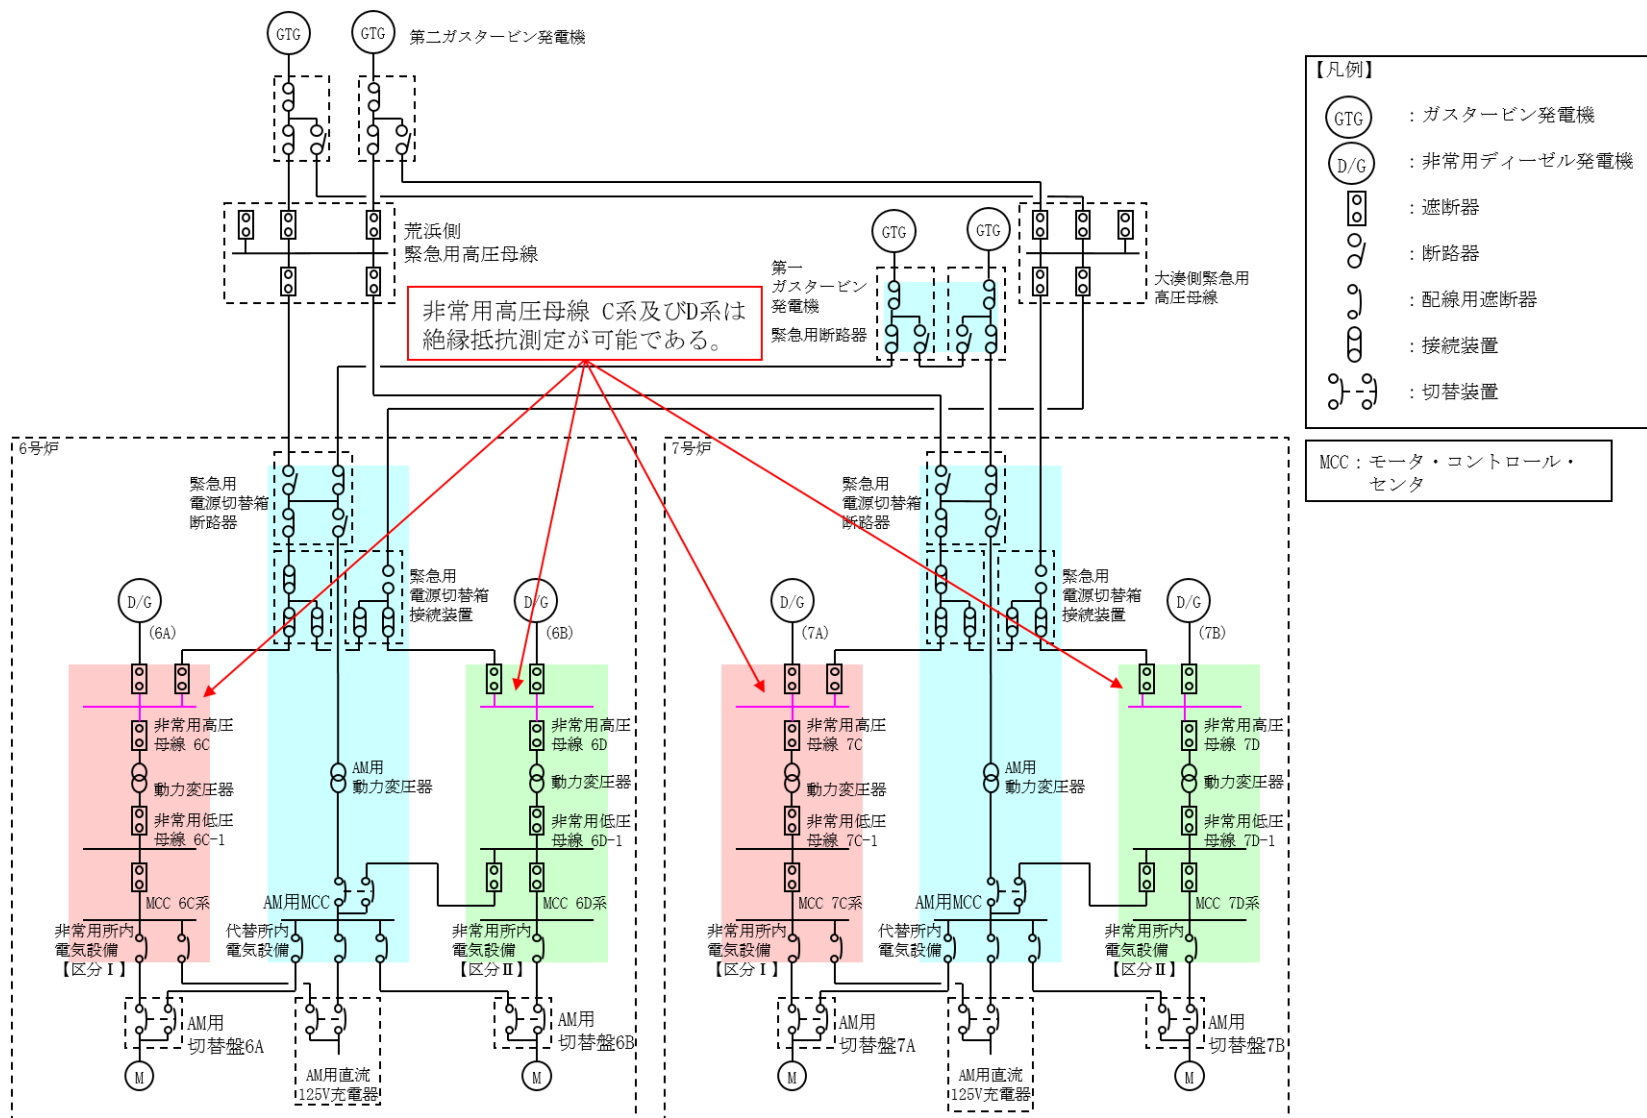 GTG
GTG
第二ガスタービン発電機
荒浜側
緊急用高圧母線
GTG
GTG
第一
ガスタービン
発電機
緊急用断路器
大湊側緊急用
高圧母線
非常用高圧母線 C系及びD系は
絶縁抵抗測定が可能である。
【凡例】
GTG
：ガスタービン発電機
D/G
：非常用ディーゼル発電機
：遮断器
：断路器
：配線用遮断器
：接続装置
：切替装置
MCC：モータ・コントロール・
センタ
6号炉
緊急用
電源切替箱
断路器
緊急用
電源切替箱
接続装置
D/G
(6A)
D/G
(6B)
非常用高圧
母線 6C
動力変圧器
非常用低圧
母線 6C-1
MCC 6C系
非常用所内
電気設備
【区分Ⅰ】
AM用
動力変圧器
AM用MCC
代替所内
電気設備
非常用高圧
母線 6D
動力変圧器
非常用低圧
母線 6D-1
MCC 6D系
非常用所内
電気設備
【区分Ⅱ】
AM用
切替盤6A
M
AM用直流
125V充電器
AM用
切替盤6B
M
7号炉
緊急用
電源切替箱
断路器
緊急用
電源切替箱
接続装置
D/G
(7A)
D/G
(7B)
非常用高圧
母線 7C
動力変圧器
非常用低圧
母線 7C-1
MCC 7C系
非常用所内
電気設備
【区分Ⅰ】
AM用
動力変圧器
AM用MCC
代替所内
電気設備
非常用高圧
母線 7D
動力変圧器
非常用低圧
母線 7D-1
MCC 7D系
非常用所内
電気設備
【区分Ⅱ】
AM用
切替盤7A
M
AM用直流
125V充電器
AM用
切替盤7B
M